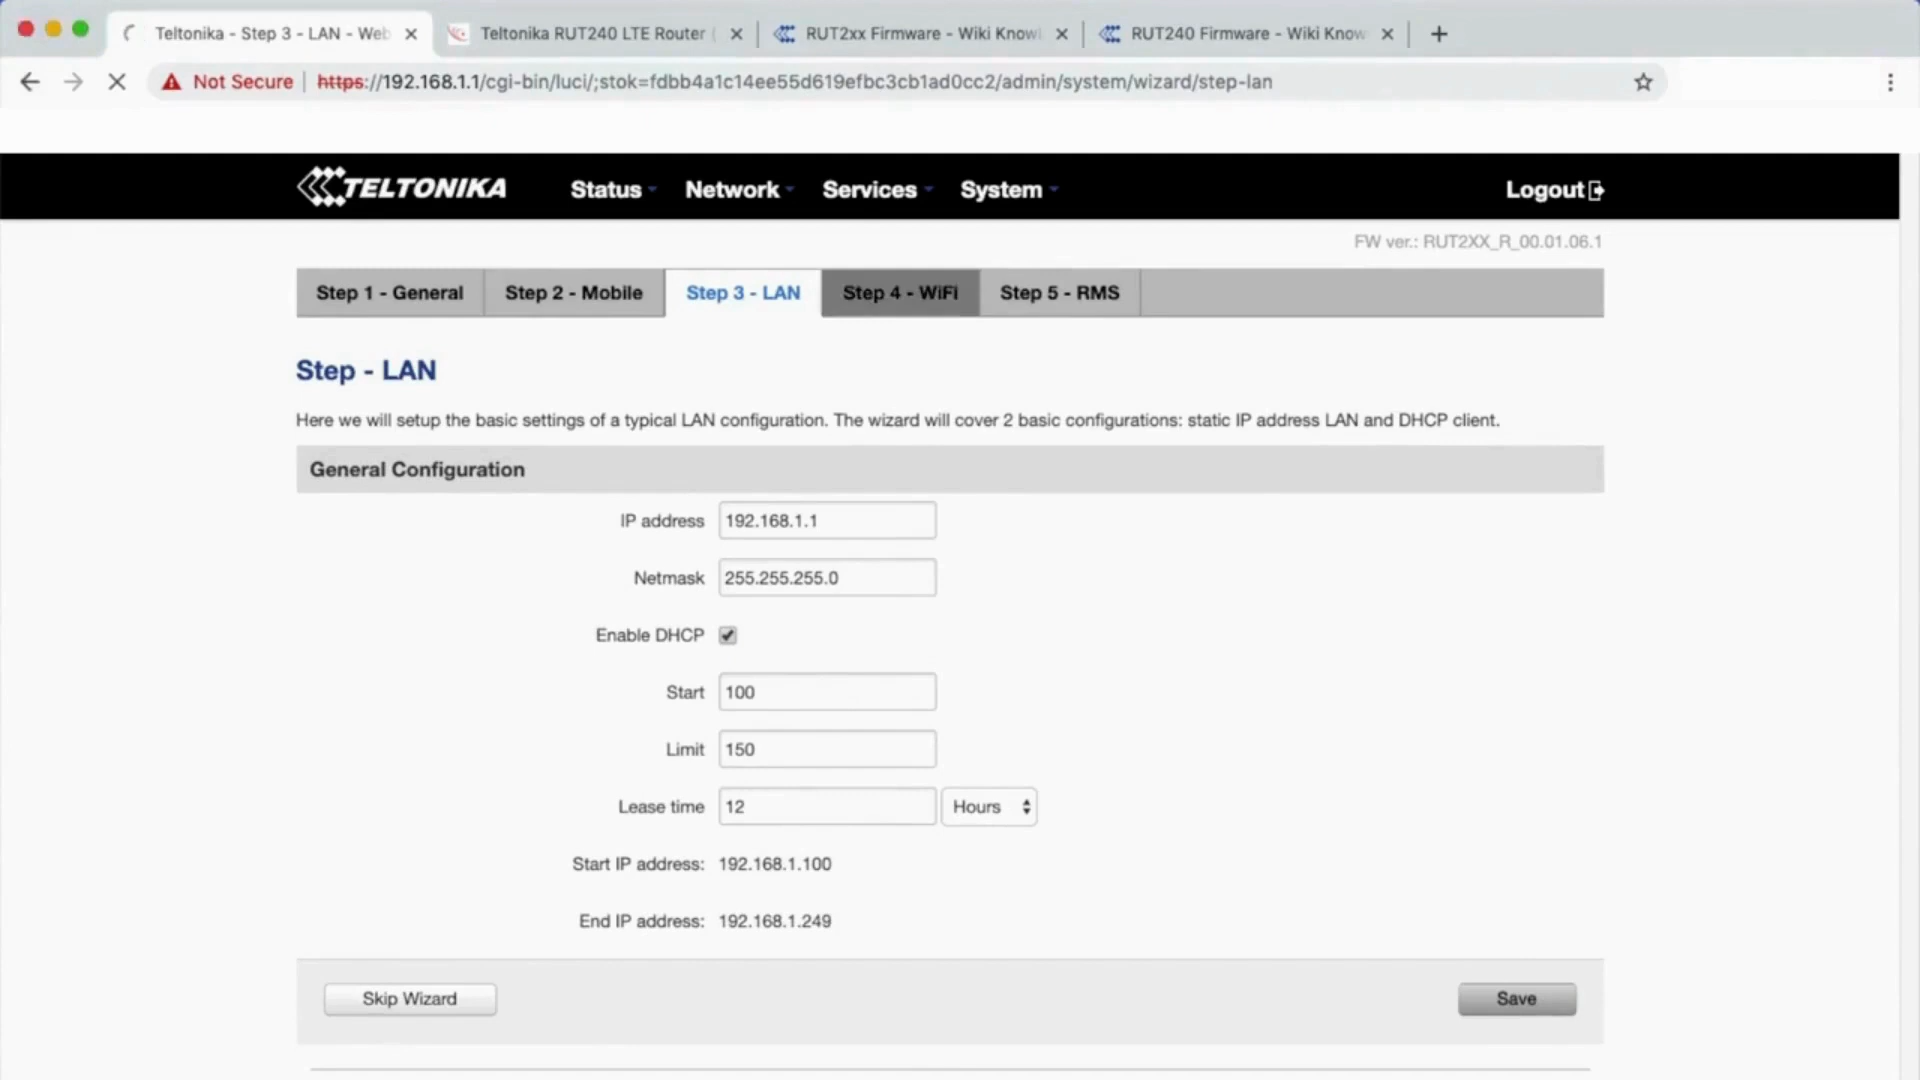 Teltonika - Step 3 - LAN - Web
Teltonika RUT240 LTE Router (
RUT2xx Firmware - Wiki Knowl
RUT240 Firmware - Wiki Know
Not Secure
https://192.168.1.1/cgi-bin/luci/;stok=fdbb4a1c14ee55d619efbc3cb1ad0cc2/admin/system/wizard/step-lan
TELTONIKA Status Network Services System Logout
FW ver.: RUT2XX_R_00.01.06.1
Step 1 - General Step 2 - Mobile Step 3 - LAN Step 4 - WiFi Step 5 - RMS
Step - LAN
Here we will setup the basic settings of a typical LAN configuration. The wizard will cover 2 basic configurations: static IP address LAN and DHCP client.
General Configuration
IP address 192.168.1.1
Netmask 255.255.255.0
Enable DHCP
Start 100
Limit 150
Lease time 12 Hours
Start IP address: 192.168.1.100
End IP address: 192.168.1.249
Skip Wizard Save